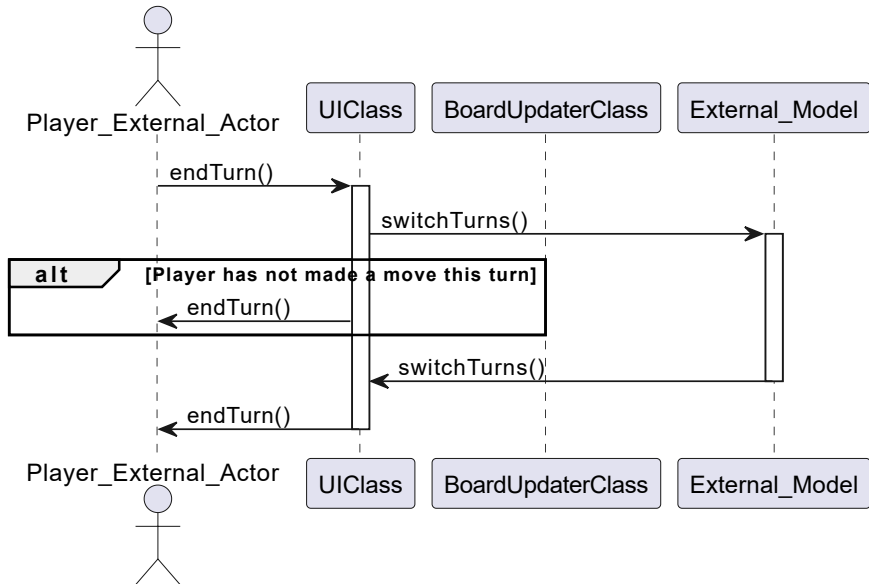 Player_External_Actor
UIClass
BoardUpdaterClass
External_Model
endTurn()
switchTurns()
alt
[Player has not made a move this turn]
endTurn()
switchTurns()
endTurn()
Player_External_Actor
UIClass
BoardUpdaterClass
External_Model